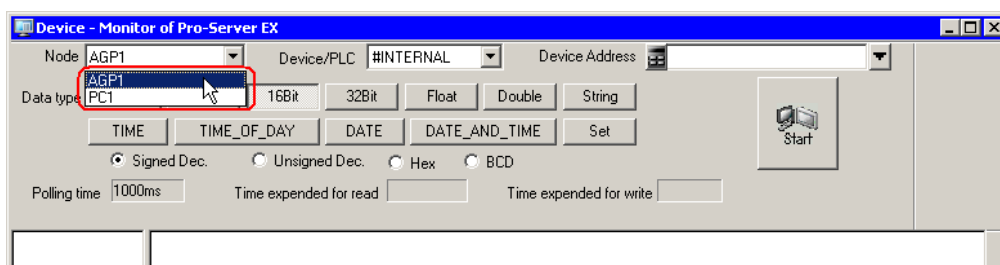 Device - Monitor of Pro-Server EX
Node AGP1 Device/PLC #INTERNAL Device Address
AGP1
Data type PC1 16Bit 32Bit Float Double String
TIME TIME_OF_DAY DATE DATE_AND_TIME Set
Start
Signed Dec. Unsigned Dec. Hex BCD
Polling time 1000ms Time expended for read Time expended for write